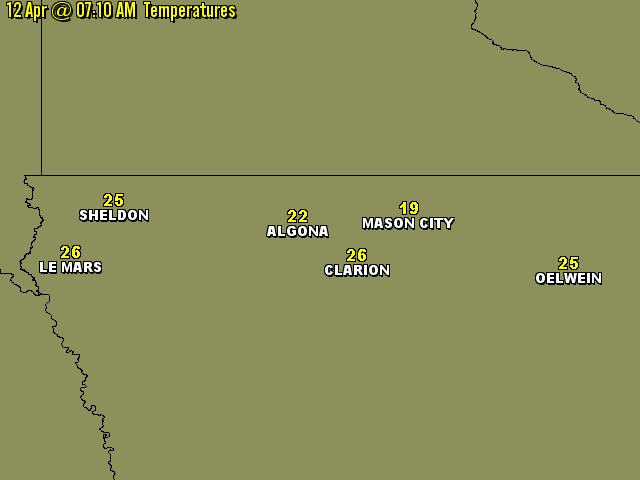 12 Apr @ 07:10 AM Temperatures
25
SHELDON
22
ALGONA
19
MASON CITY
26
LE MARS
26
CLARION
25
OELWEIN